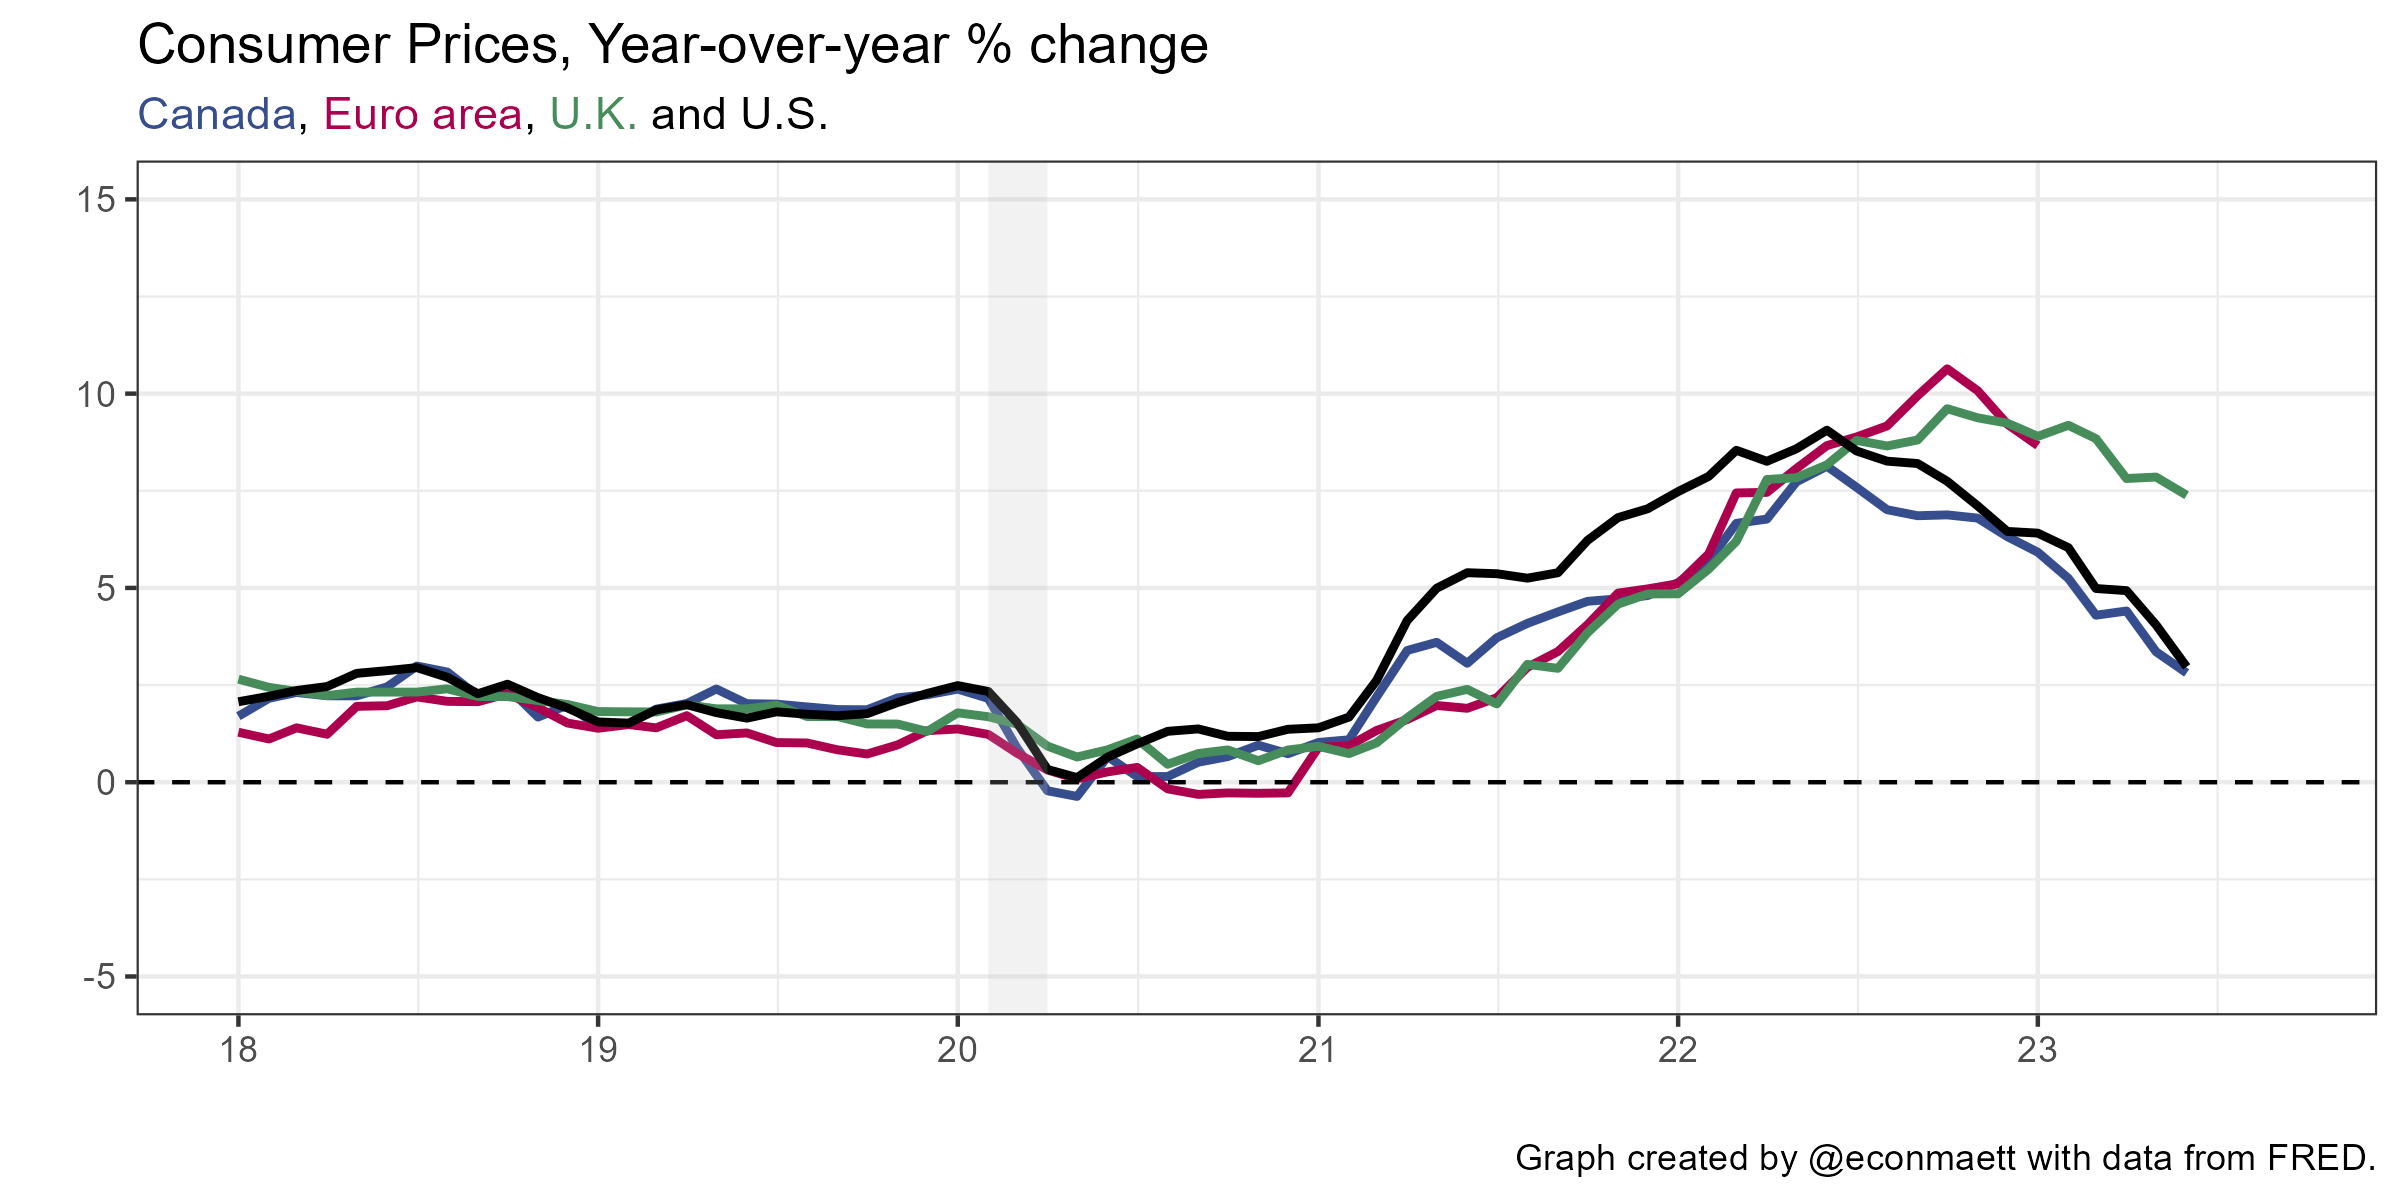 Consumer Prices, Year-over-year % change
Canada, Euro area, U.K. and U.S.
15
10
5
0
-5
18 19 20 21 22 23
Graph created by @econmaett with data from FRED.